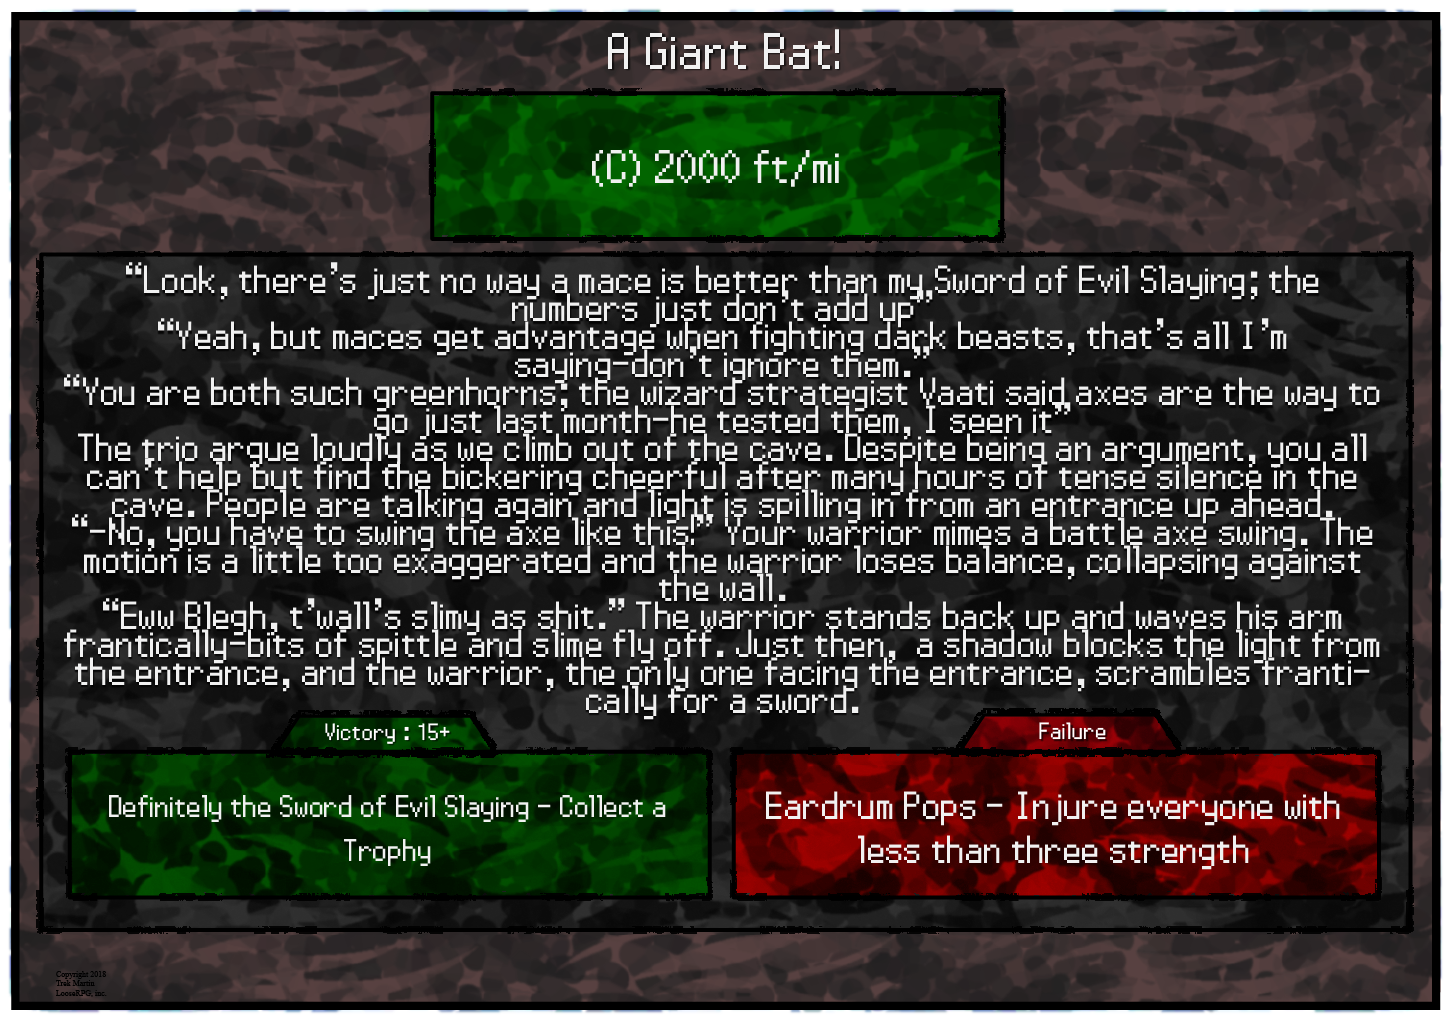 A Giant Bat!
(C) 2000 ft/mi
“Look, there’s just no way a mace is better than my Sword of Evil Slaying; the
numbers just don’t add up”
“Yeah, but maces get advantage when fighting dark beasts, that’s all I’m
saying-don’t ignore them.”
“You are both such greenhorns; the wizard strategist Vaati said axes are the way to
go just last month-he tested them, I seen it”
The trio argue loudly as we climb out of the cave. Despite being an argument, you all
can’t help but find the bickering cheerful after many hours of tense silence in the
cave. People are talking again and light is spilling in from an entrance up ahead.
“-No, you have to swing the axe like this!” Your warrior mimes a battle axe swing. The
motion is a little too exaggerated and the warrior loses balance, collapsing against
the wall.
“Eww Blegh, t’wall’s slimy as shit.” The warrior stands back up and waves his arm
frantically-bits of spittle and slime fly off. Just then, a shadow blocks the light from
the entrance, and the warrior, the only one facing the entrance, scrambles franti-
cally for a sword.
Victory : 15+
Definitely the Sword of Evil Slaying - Collect a
Trophy
Failure
Eardrum Pops - Injure everyone with
less than three strength
Copyright 2018
Trek Martin
LooseRPG, inc.